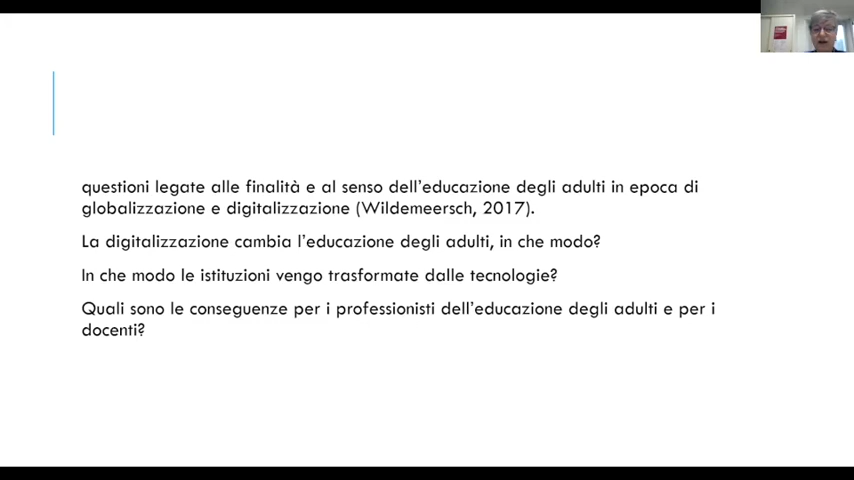 questioni legate alle finalità e al senso dell'educazione degli adulti in epoca di
globalizzazione e digitalizzazione (Wildemeersch, 2017).
La digitalizzazione cambia l'educazione degli adulti, in che modo?
In che modo le istituzioni vengo trasformate dalle tecnologie?
Quali sono le conseguenze per i professionisti dell'educazione degli adulti e per i
docenti?